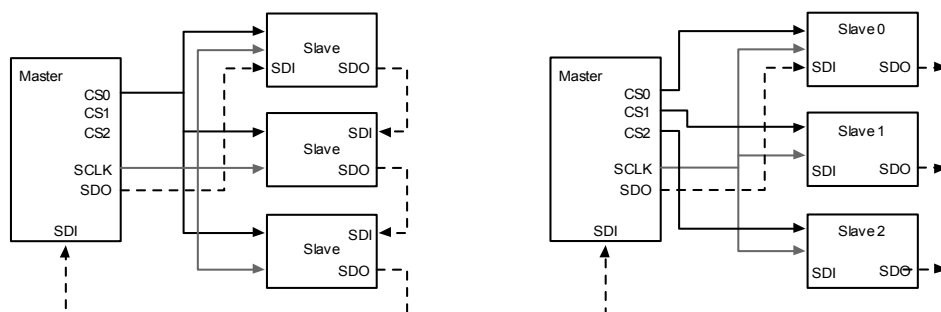 Slave
SDI
SDO
Master
CS0
CS1
CS2
SCLK
SDO
SDI
SDI
Slave
SDO
SDI
Slave
SDO
Slave 0
SDI
SDO
Master
CS0
CS1
CS2
SCLK
SDO
SDI
Slave 1
SDI
SDO
Slave 2
SDI
SDO